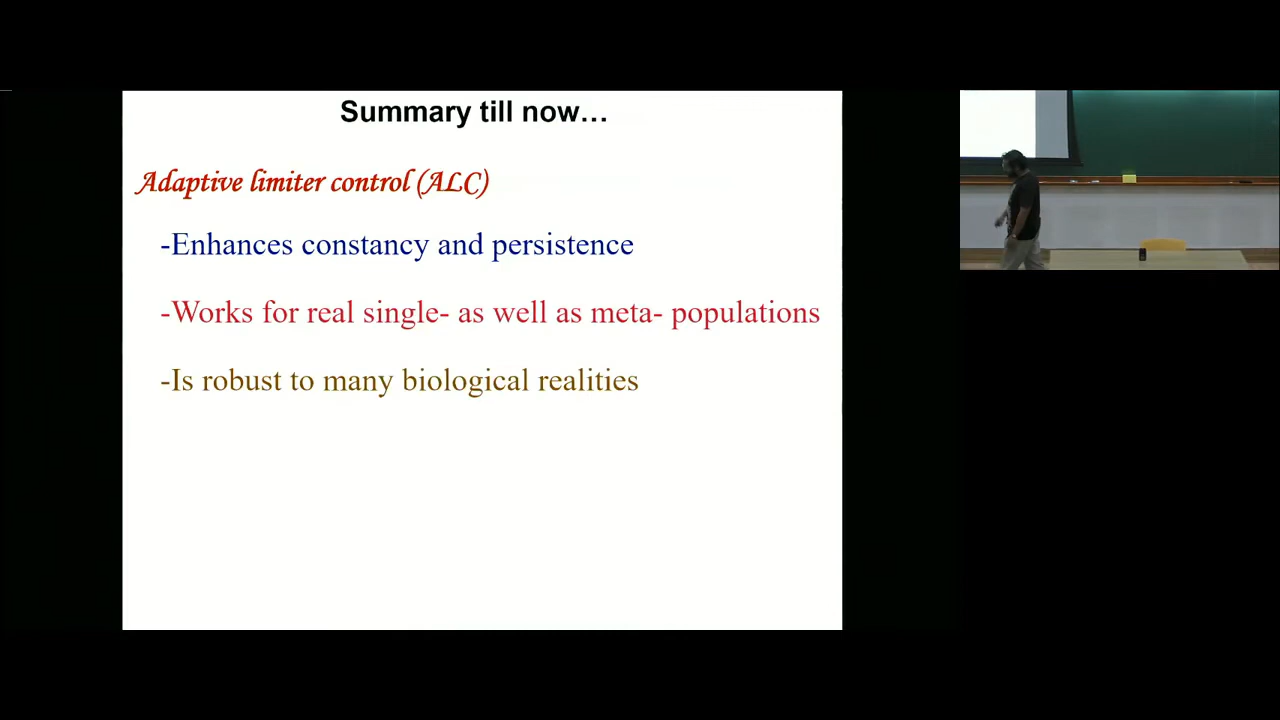 Summary till now…
Adaptive limiter control (ALC)
-Enhances constancy and persistence
-Works for real single- as well as meta- populations
-Is robust to many biological realities